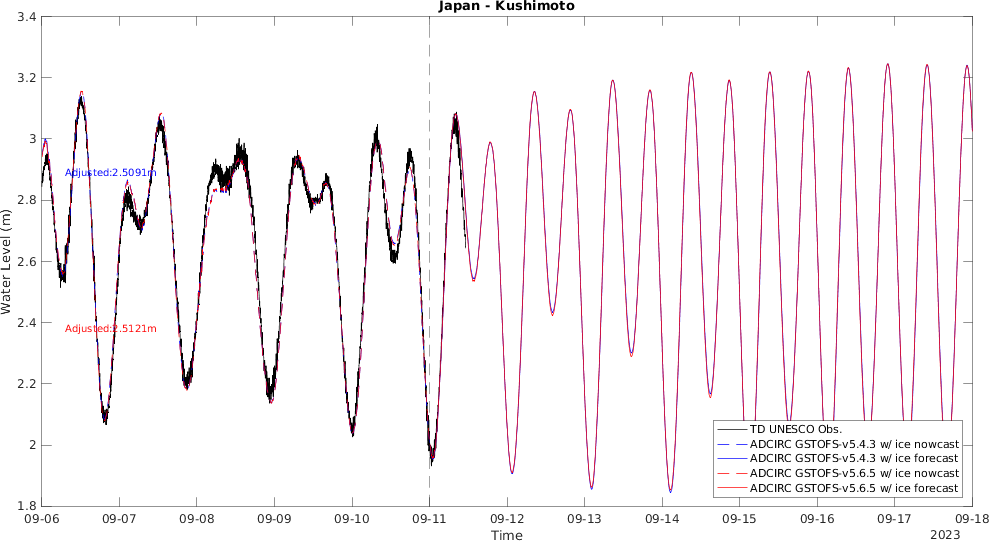 Japan - Kushimoto
3.4
3.2
3
2.8
2.6
2.4
2.2
2
1.8
Water Level (m)
Adjusted:2.5091m
Adjusted:2.5121m
TD UNESCO Obs.
ADCIRC GSTOFS-v5.4.3 w/ ice nowcast
ADCIRC GSTOFS-v5.4.3 w/ ice forecast
ADCIRC GSTOFS-v5.6.5 w/ ice nowcast
ADCIRC GSTOFS-v5.6.5 w/ ice forecast
09-06 09-07 09-08 09-09 09-10 09-11 09-12 09-13 09-14 09-15 09-16 09-17 09-18
Time
2023